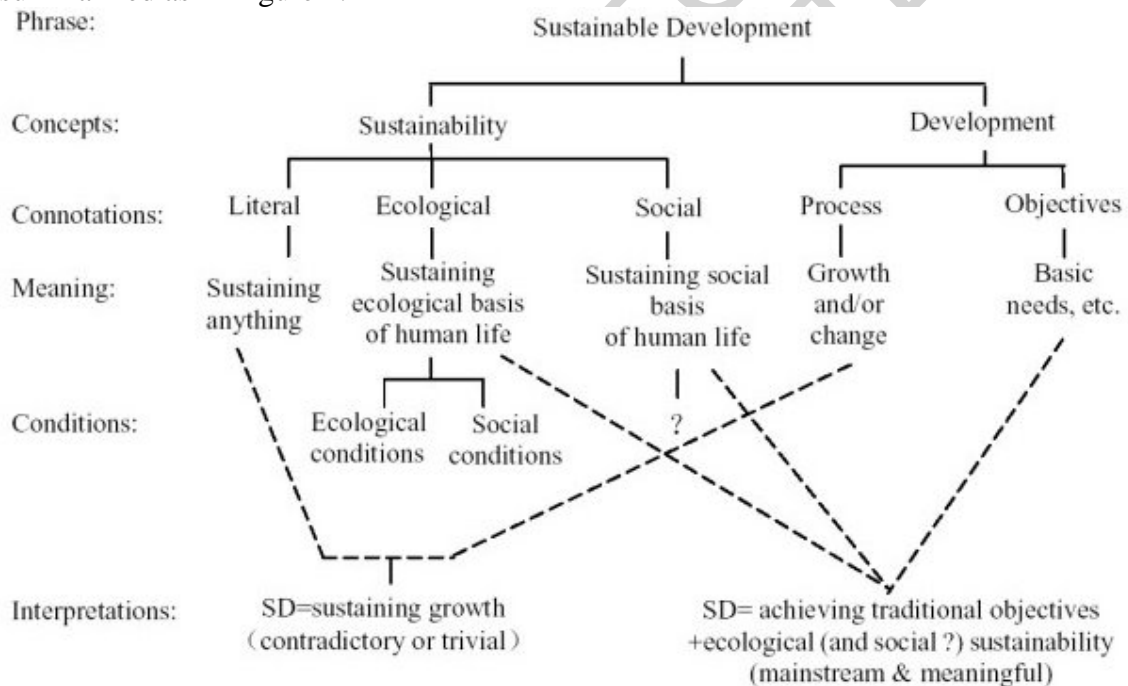 Phrase: Sustainable Development
Concepts: Sustainability Development
Connotations: Literal Ecological Social Process Objectives
Meaning:
Sustaining
anything
Sustaining
ecological basis
of human life
Sustaining social
basis
of human life
Growth
and/or
change
Basic
needs, etc.
Conditions:
Ecological
conditions
Social
conditions
?
Interpretations:
SD=sustaining growth
(contradictory or trivial)
SD= achieving traditional objectives
+ecological (and social ?) sustainability
(mainstream & meaningful)